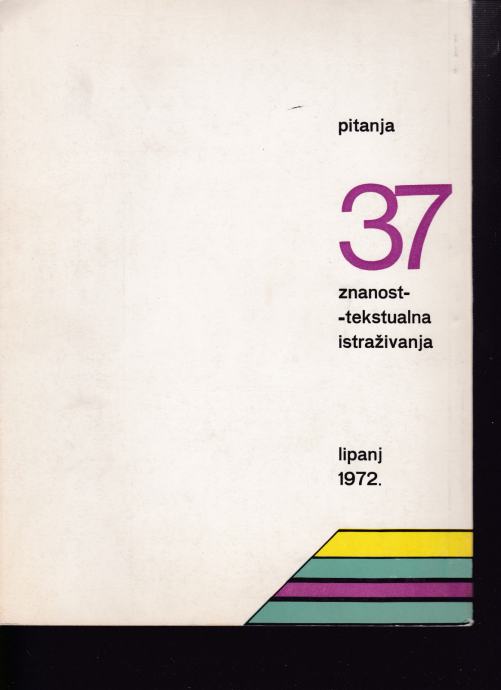 pitanja
37
znanost-
-tekstualna
istraživanja
lipanj
1972.